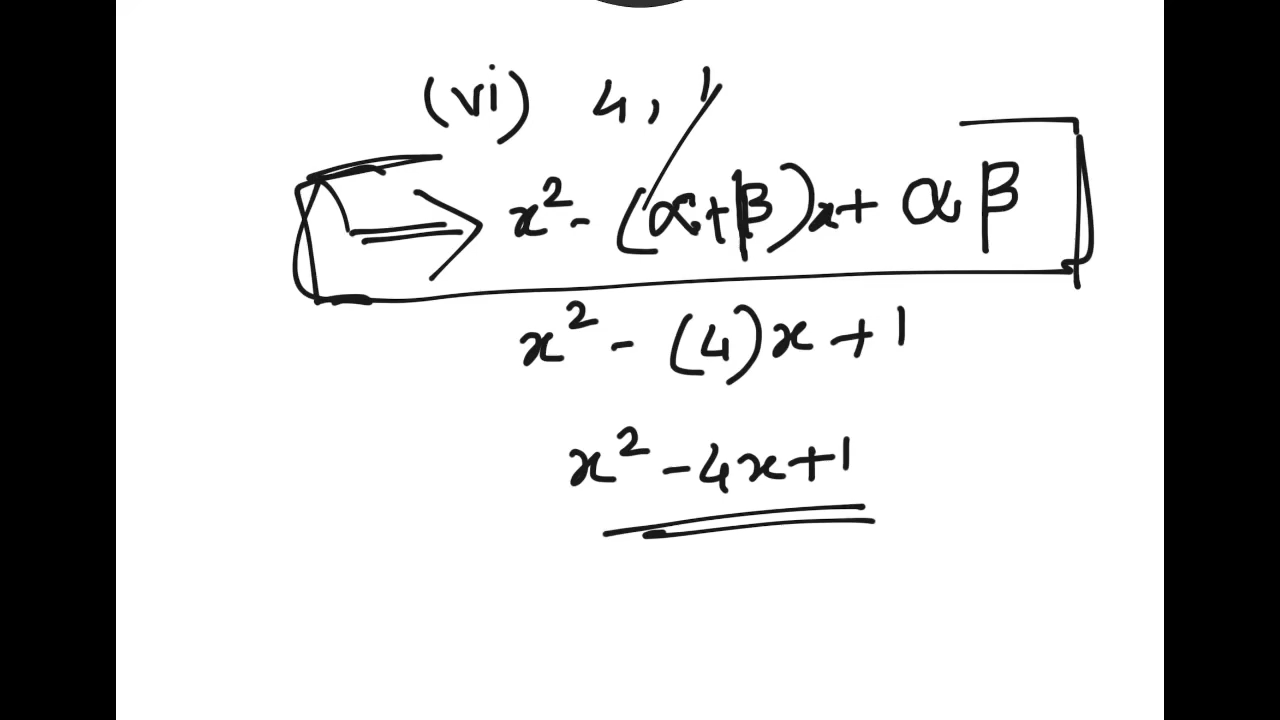 (vi) 4, 1
⇒ x² - (α+β)x + αβ
x² - (4)x + 1
x² - 4x + 1